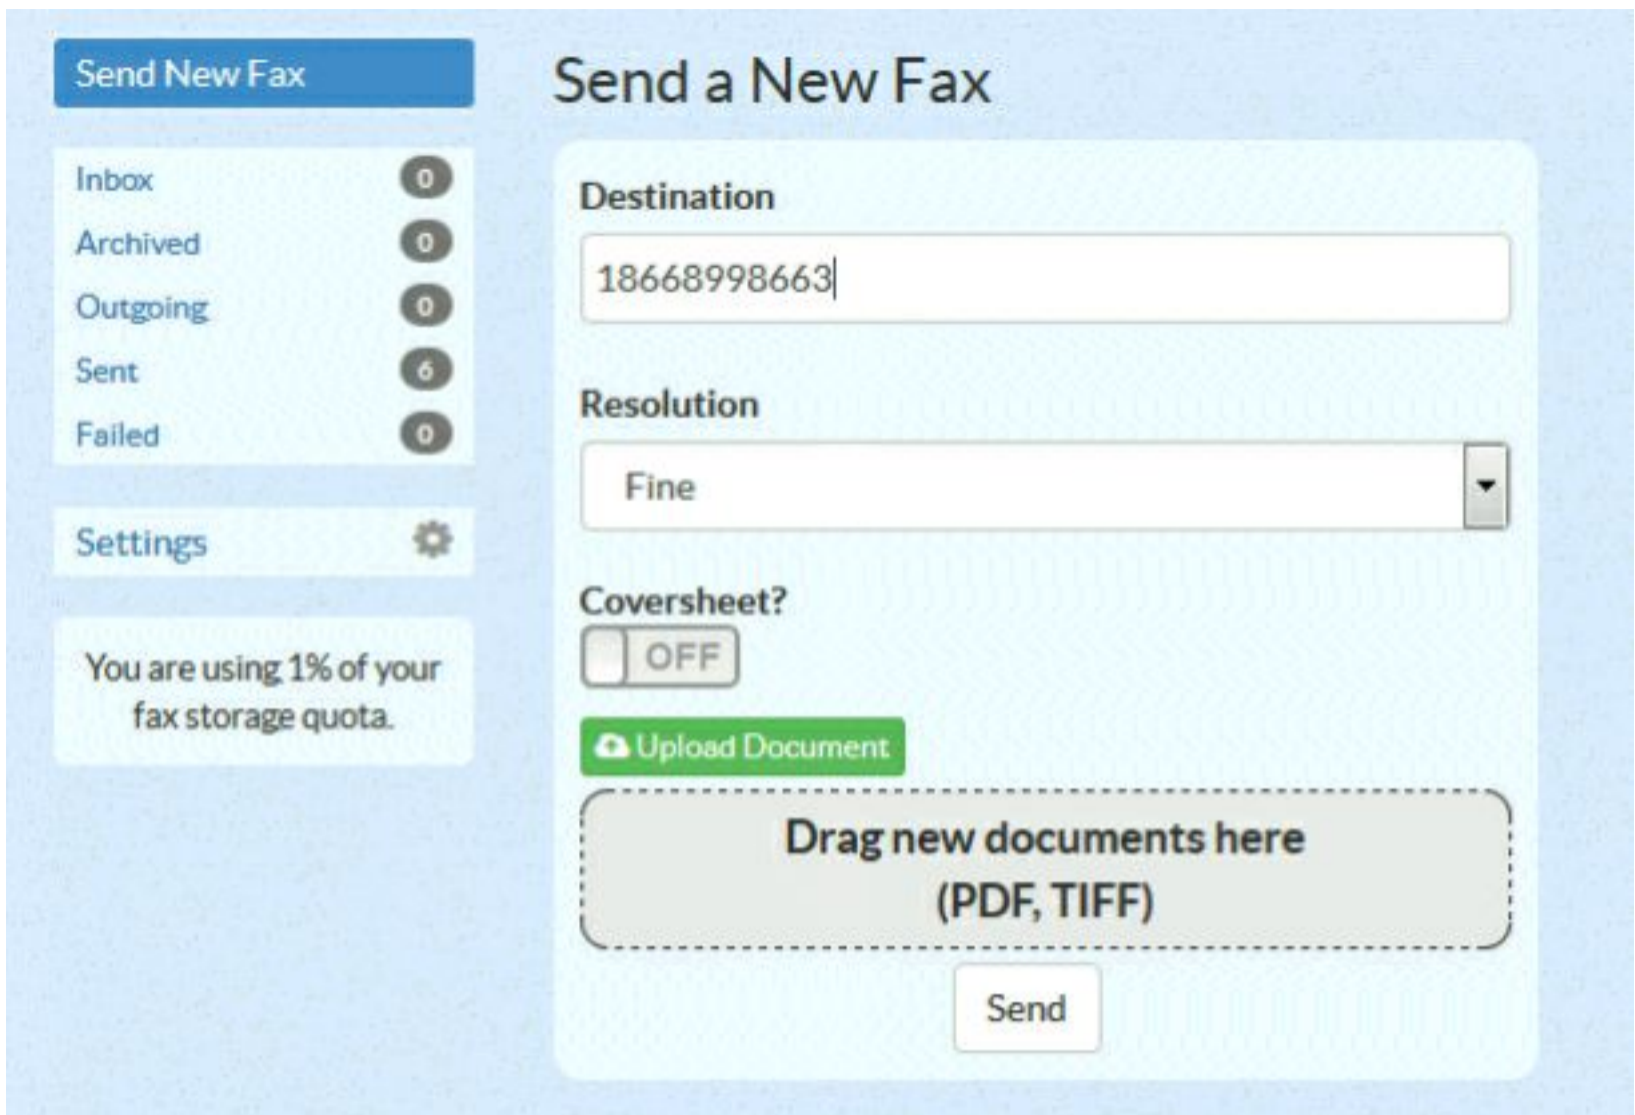 Send New Fax
Inbox 0
Archived 0
Outgoing 0
Sent 6
Failed 0
Settings
You are using 1% of your
fax storage quota.
Send a New Fax
Destination
18668998663
Resolution
Fine
Coversheet?
OFF
Upload Document
Drag new documents here
(PDF, TIFF)
Send